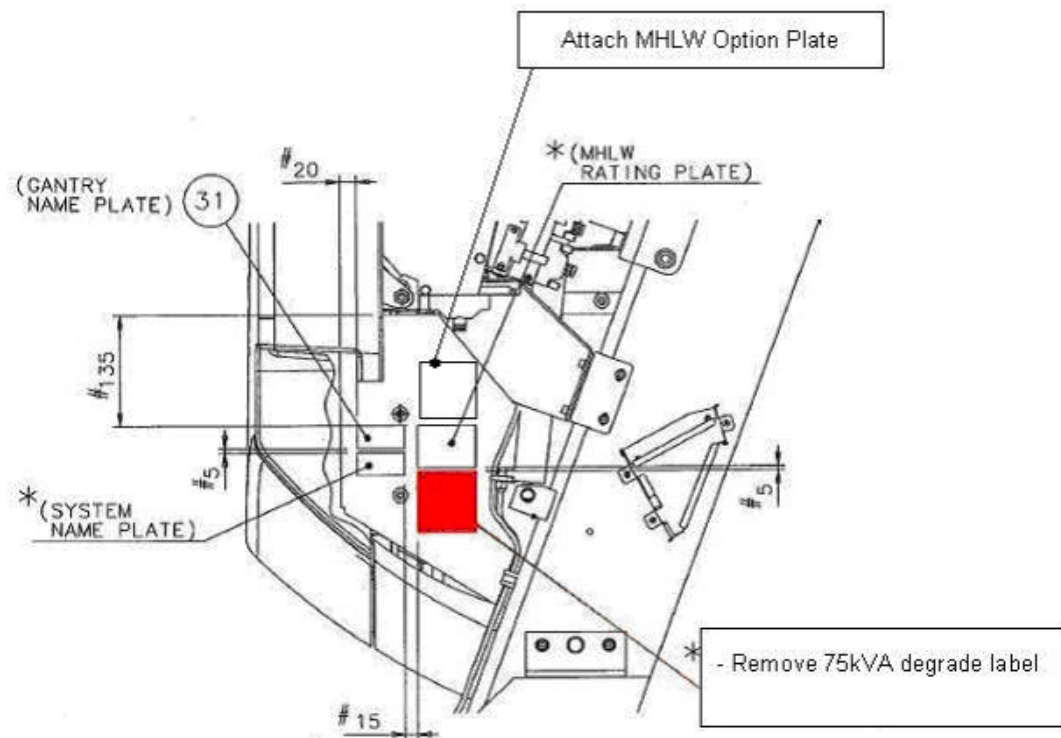 Attach MHLW Option Plate
* (MHLW
RATING PLATE)
#20
(GANTRY
NAME PLATE)
31
#135
#5
* (SYSTEM
NAME PLATE)
#5
* - Remove 75kVA degrade label
#15